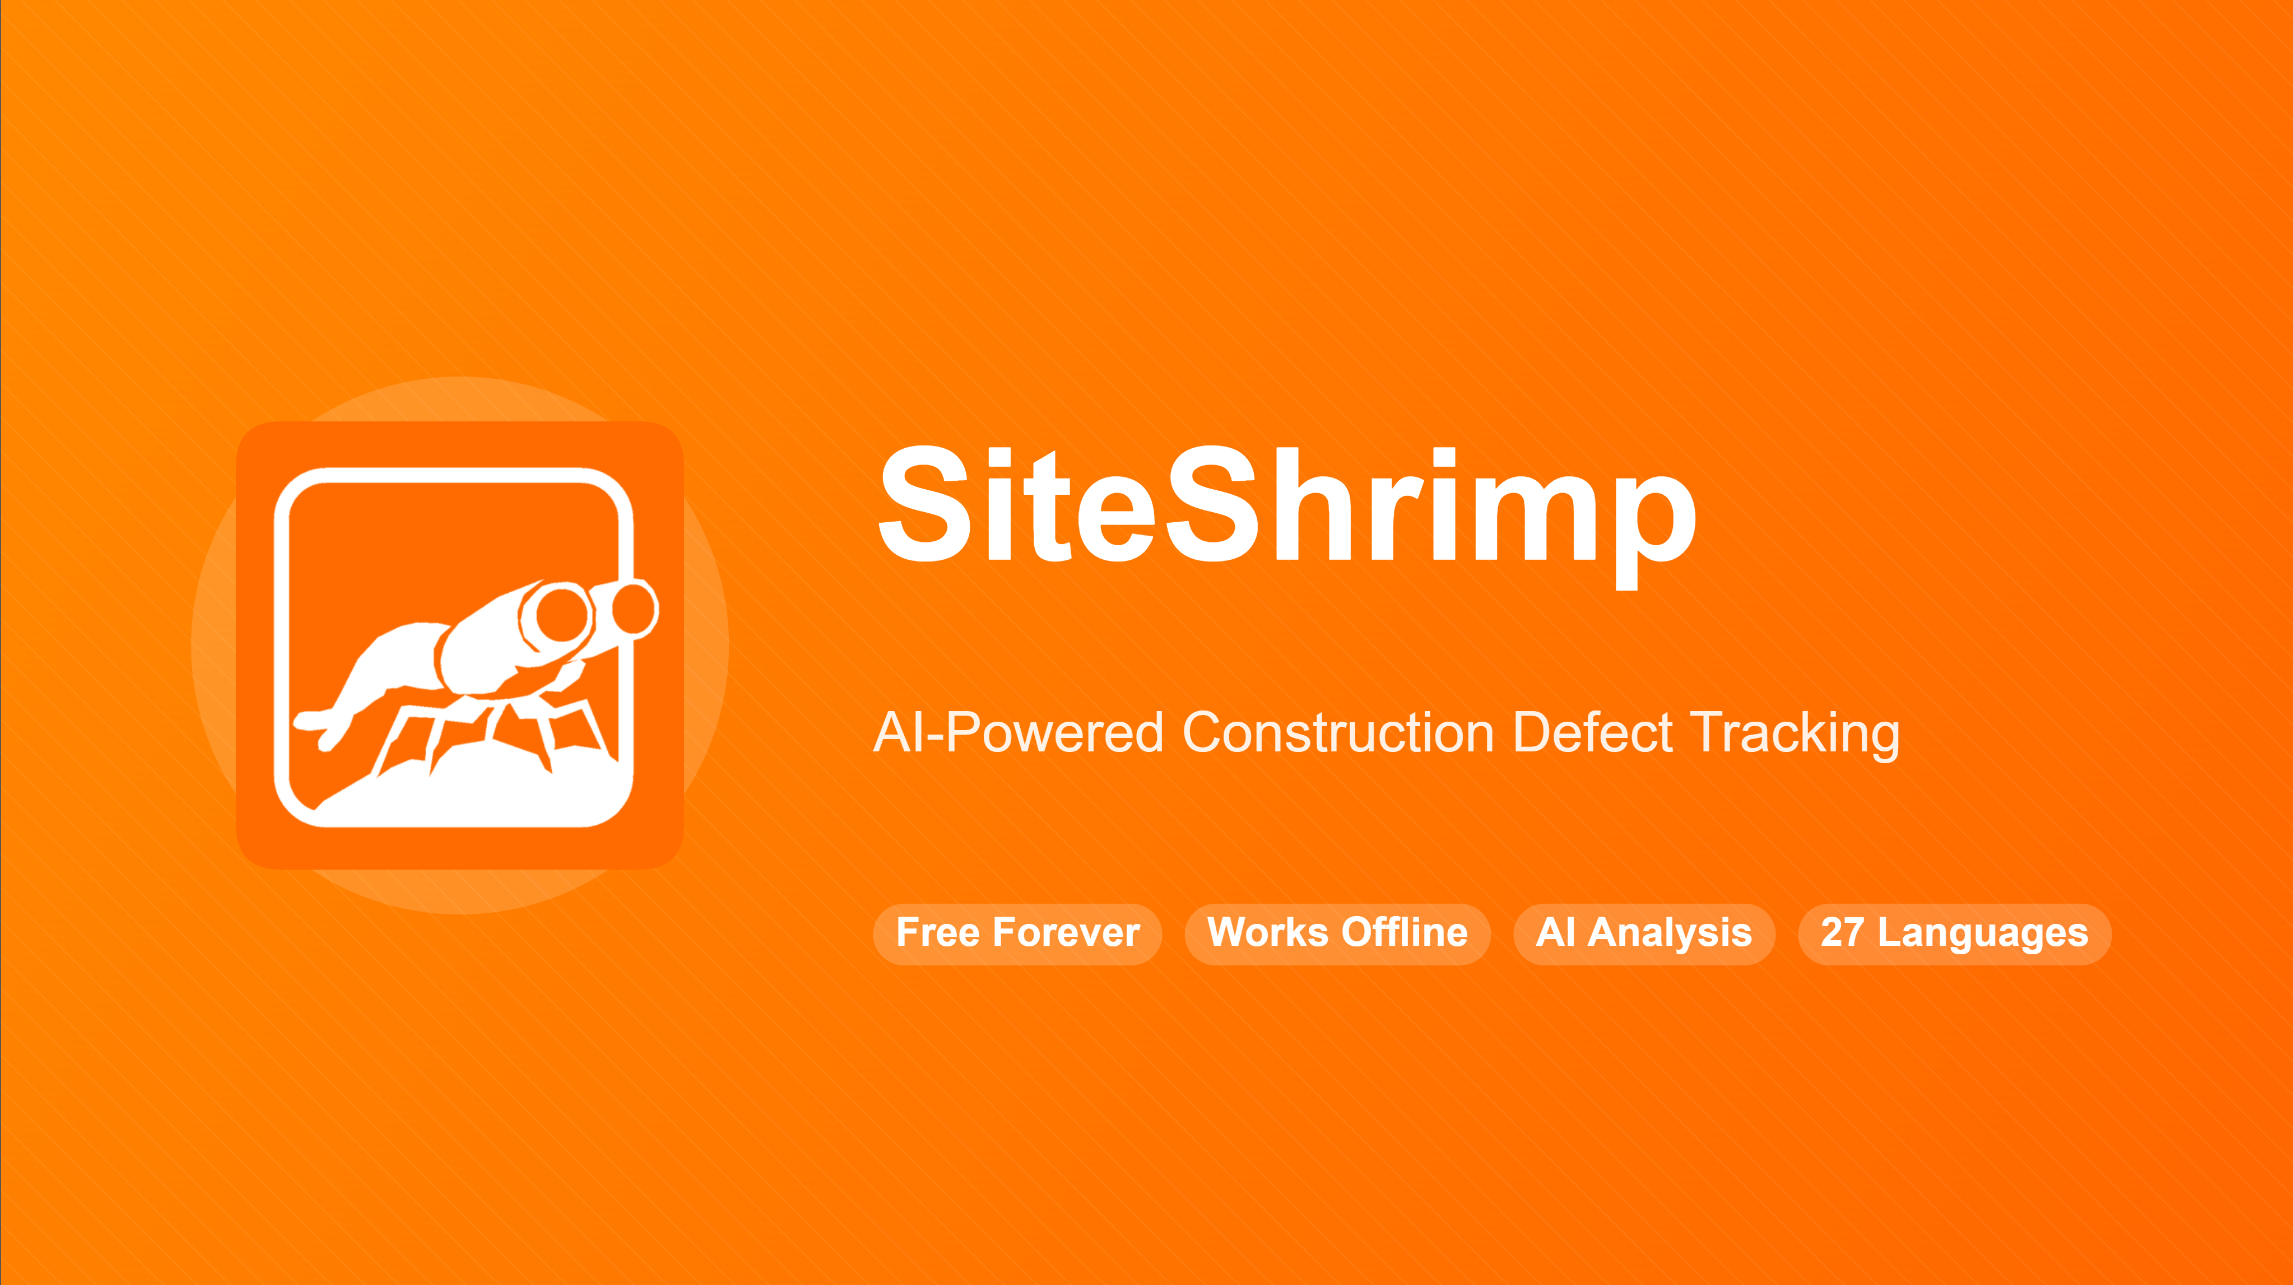 SiteShrimp
AI-Powered Construction Defect Tracking
Free Forever Works Offline AI Analysis 27 Languages